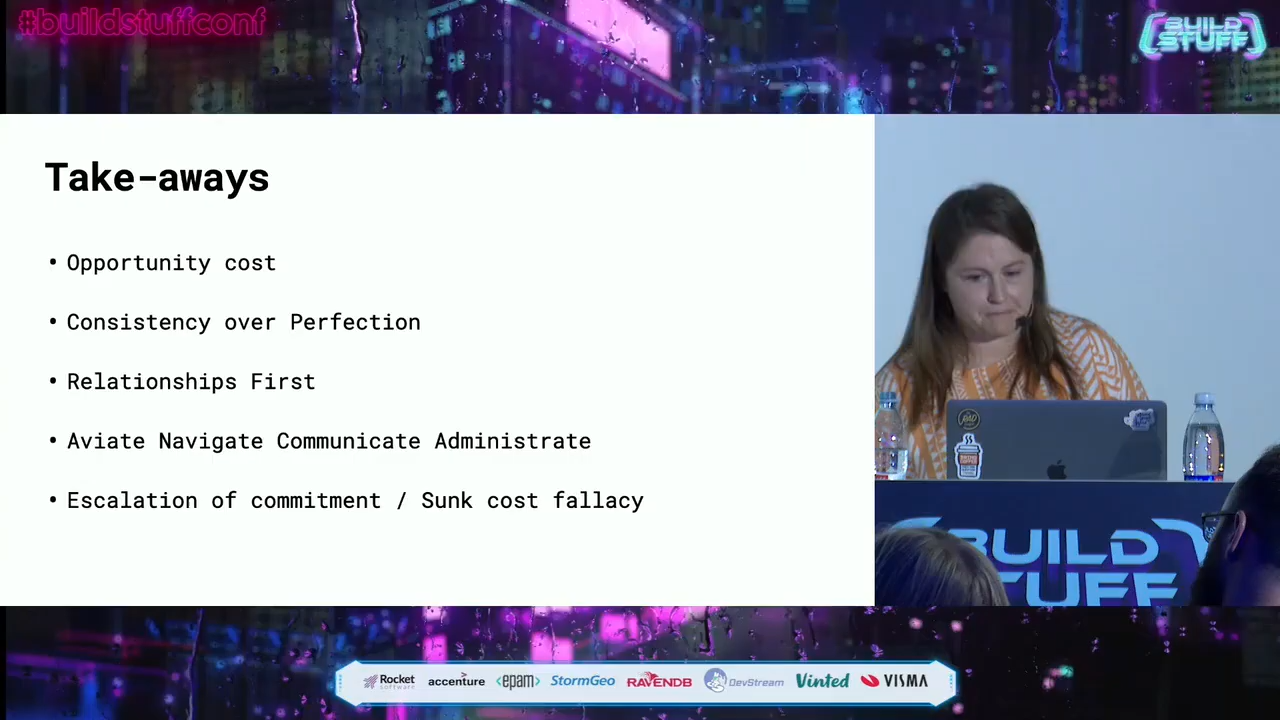 #buildstuffconf
BUILD
STUFF
Take-aways
• Opportunity cost
• Consistency over Perfection
• Relationships First
• Aviate Navigate Communicate Administrate
• Escalation of commitment / Sunk cost fallacy
BUILD
STUFF
Rocket
software
accenture
<epam>
StormGeo
RAVENDB
DevStream
Vinted
VISMA